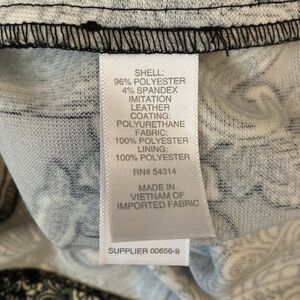 SHELL:
96% POLYESTER
4% SPANDEX
IMITATION
LEATHER
COATING:
POLYURETHANE
FABRIC:
100% POLYESTER
LINING:
100% POLYESTER
RN# 54314
MADE IN
VIETNAM OF
IMPORTED FABRIC
SUPPLIER 00656-9